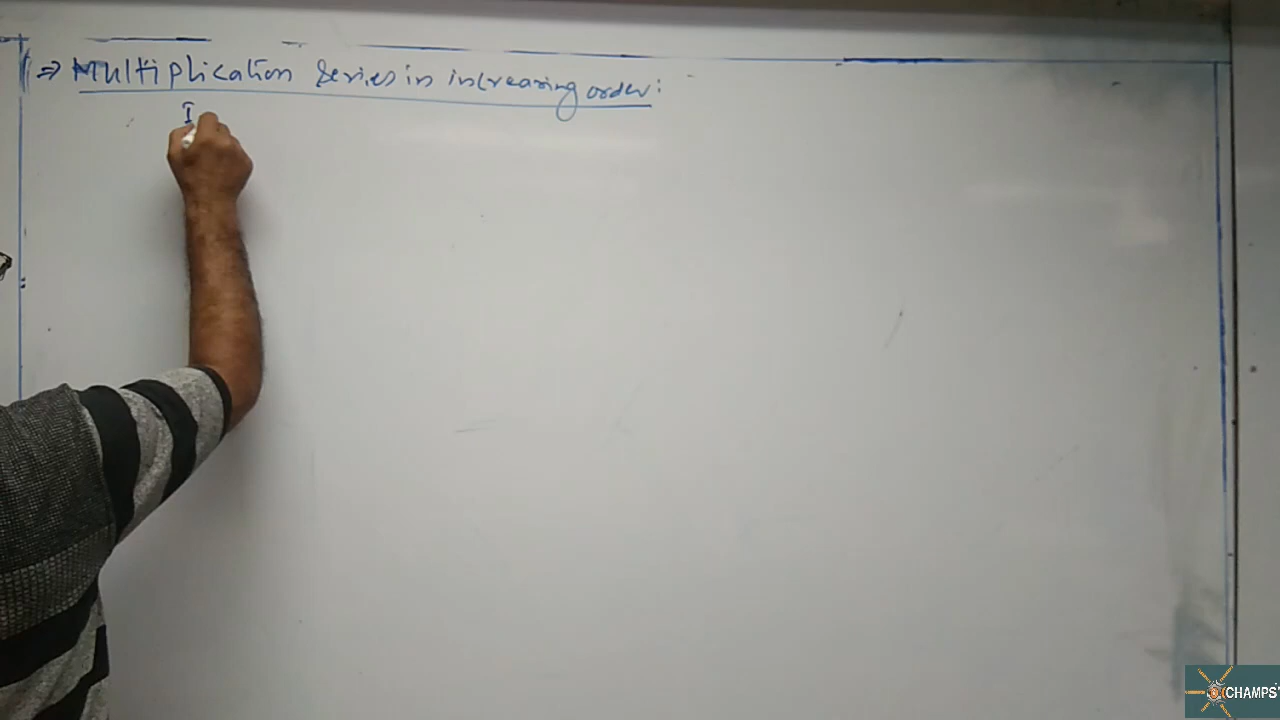 ⇒ Multiplication Series in increasing order:
I
CHAMPS